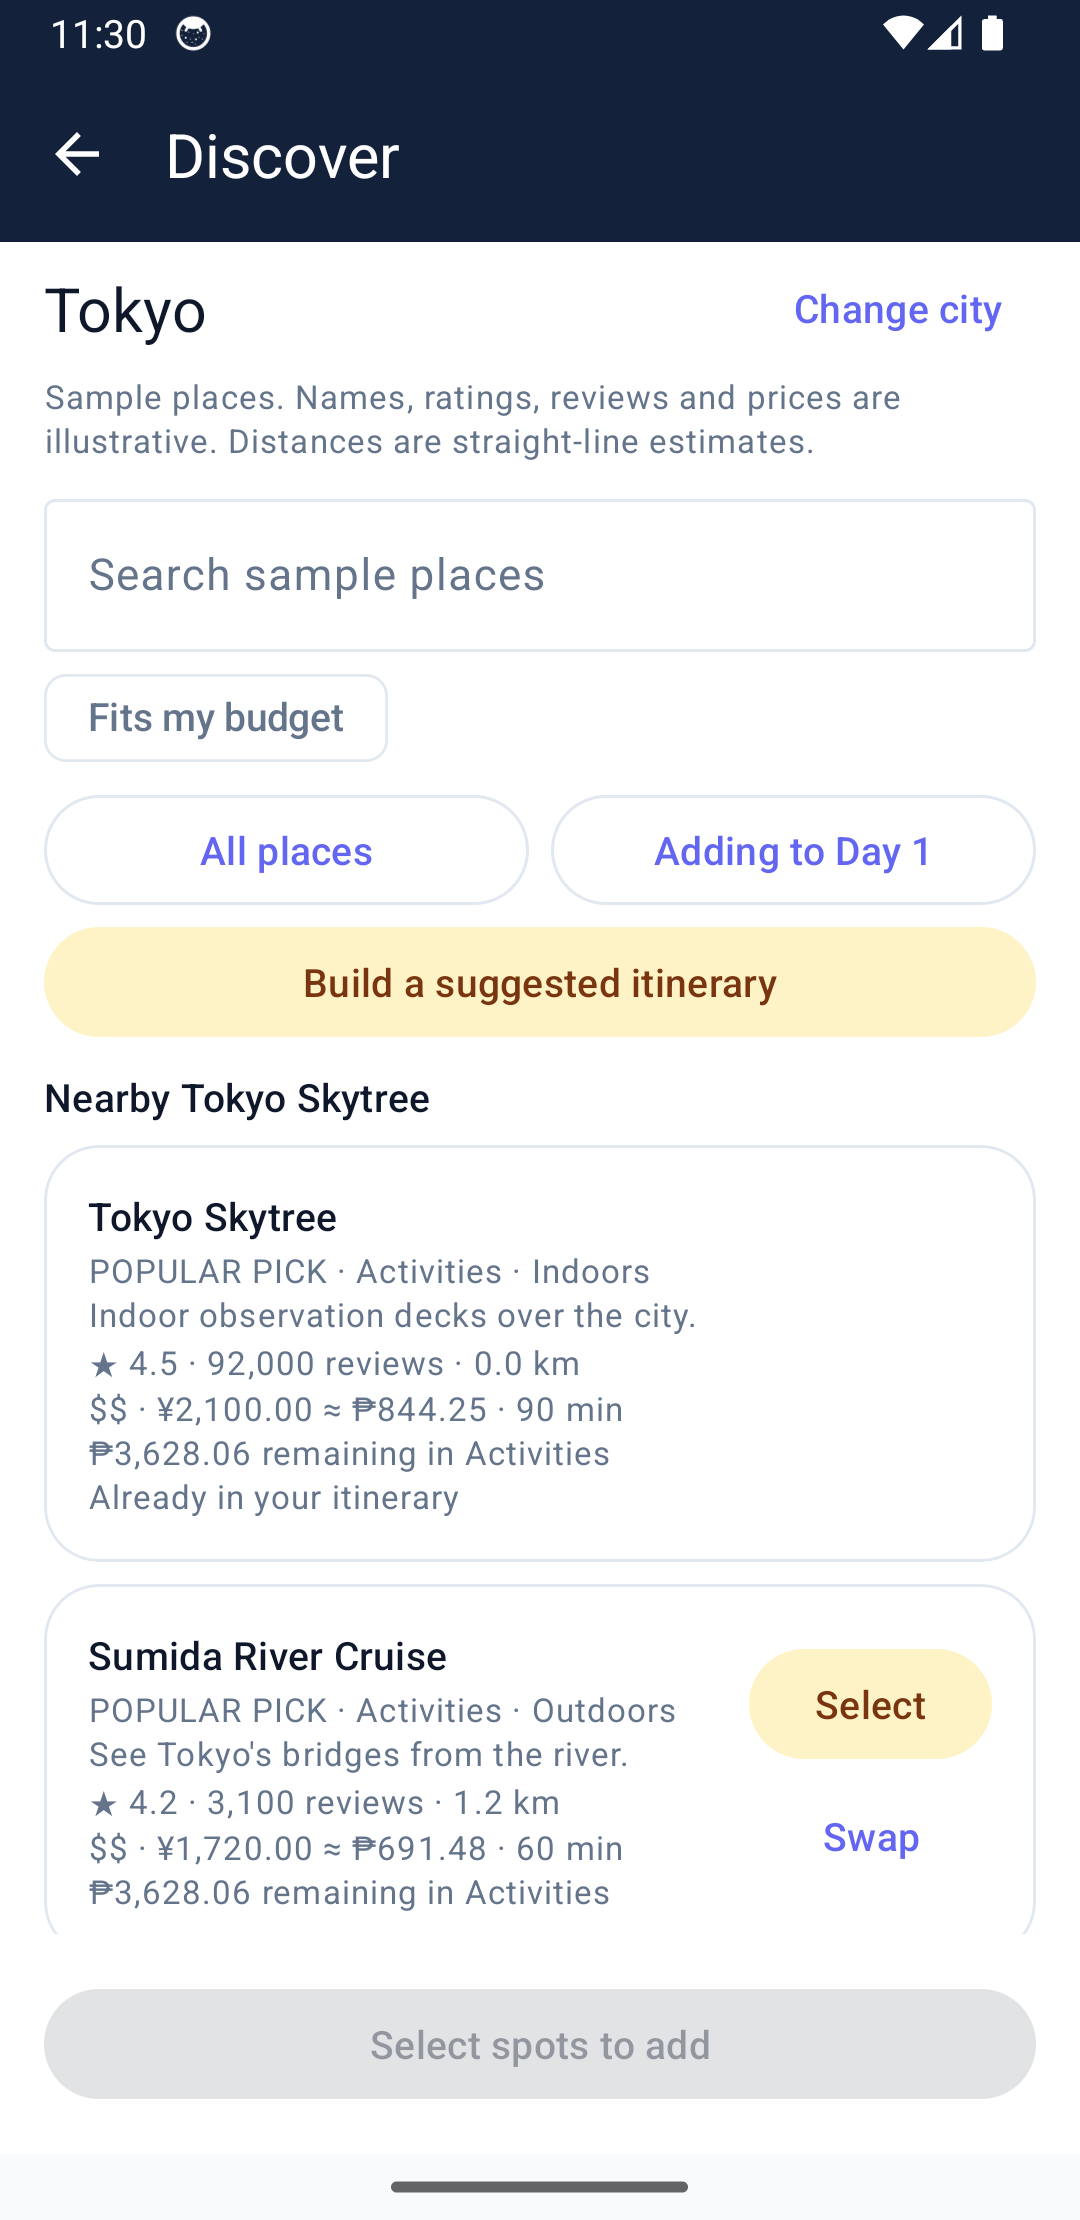 11:30
Discover
Tokyo
Change city
Sample places. Names, ratings, reviews and prices are
illustrative. Distances are straight-line estimates.
Search sample places
Fits my budget
All places
Adding to Day 1
Build a suggested itinerary
Nearby Tokyo Skytree
Tokyo Skytree
POPULAR PICK · Activities · Indoors
Indoor observation decks over the city.
★ 4.5 · 92,000 reviews · 0.0 km
$$ · ¥2,100.00 ≈ ₱844.25 · 90 min
₱3,628.06 remaining in Activities
Already in your itinerary
Sumida River Cruise
POPULAR PICK · Activities · Outdoors
See Tokyo's bridges from the river.
★ 4.2 · 3,100 reviews · 1.2 km
$$ · ¥1,720.00 ≈ ₱691.48 · 60 min
₱3,628.06 remaining in Activities
Select
Swap
Select spots to add